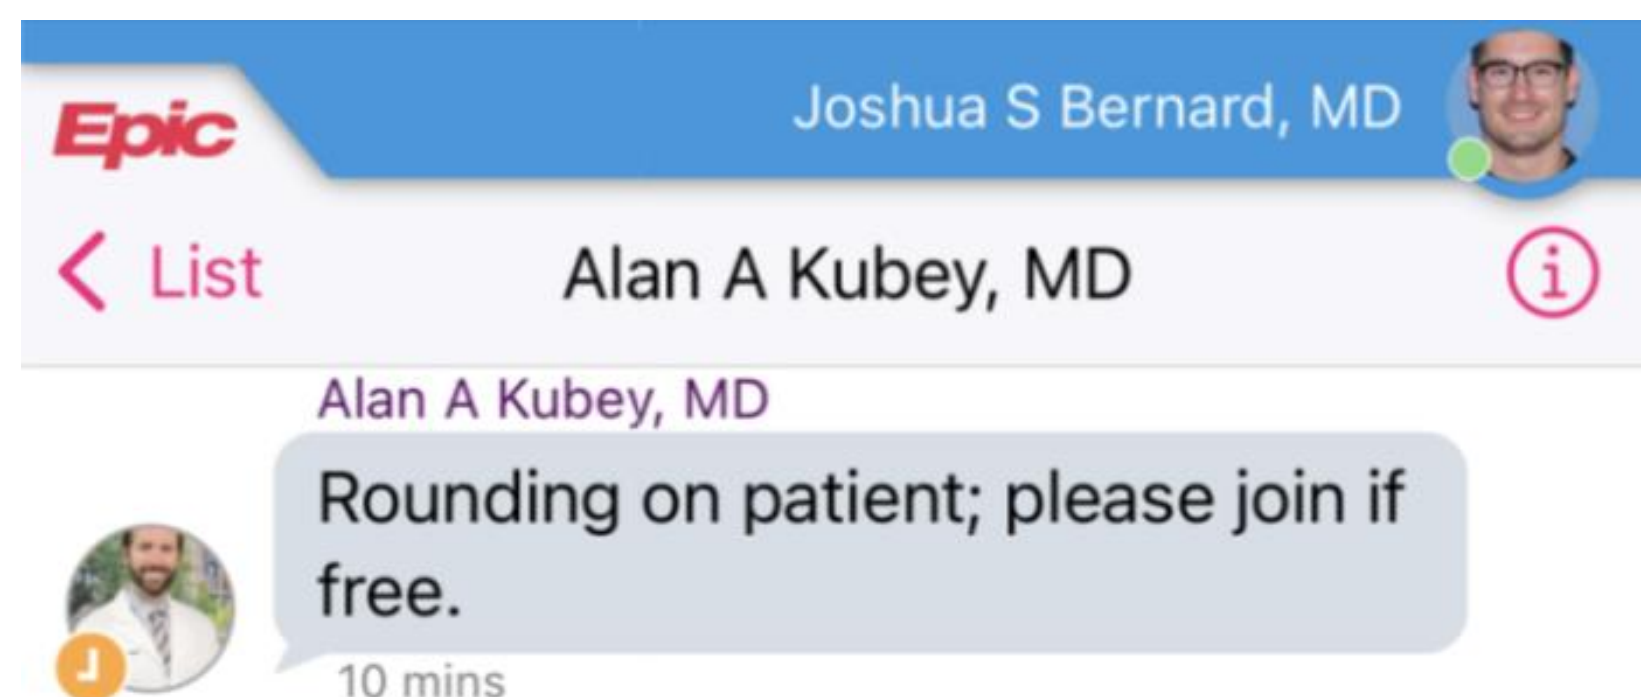 Epic
Joshua S Bernard, MD
List
Alan A Kubey, MD
Alan A Kubey, MD
Rounding on patient; please join if
free.
10 mins